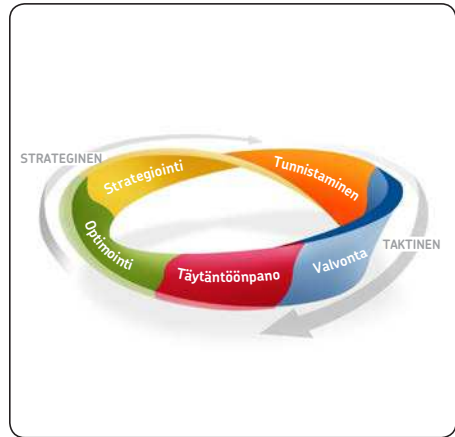 STRATEGINEN
Strategiointi
Tunnistaminen
Optimointi
Täytäntöönpano
Valvonta
TAKTINEN